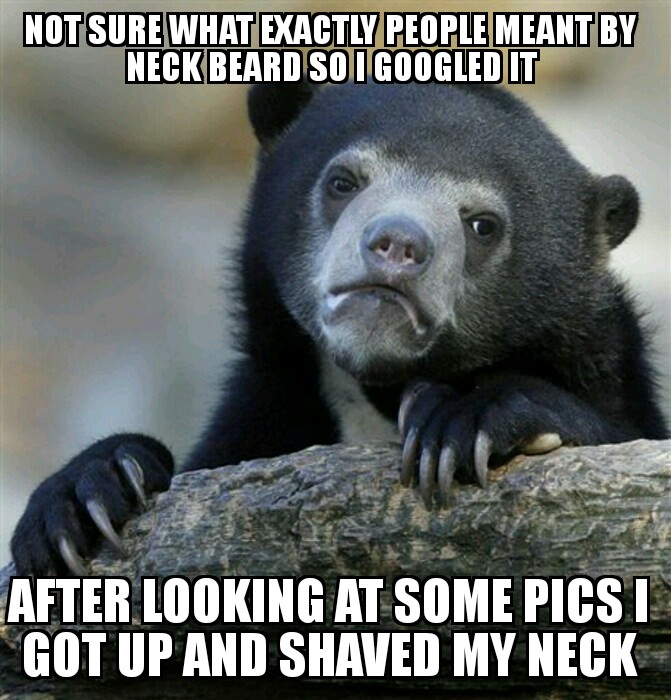 NOT SURE WHAT EXACTLY PEOPLE MEANT BY
NECK BEARD SO I GOOGLED IT
AFTER LOOKING AT SOME PICS I
GOT UP AND SHAVED MY NECK